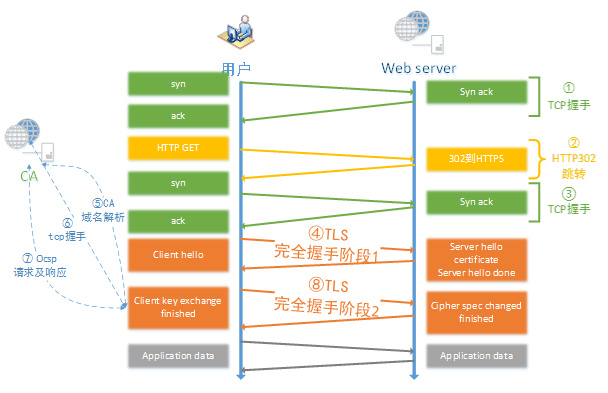 用户
Web server
syn
Syn ack
①
TCP握手
ack
HTTP GET
302到HTTPS
②
HTTP302
跳转
syn
Syn ack
③
TCP握手
ack
CA
⑤CA
域名解析
⑥
tcp握手
⑦ Ocsp
请求及响应
Client hello
④TLS
完全握手阶段1
Server hello
certificate
Server hello done
Client key exchange
finished
⑧TLS
完全握手阶段2
Cipher spec changed
finished
Application data
Application data